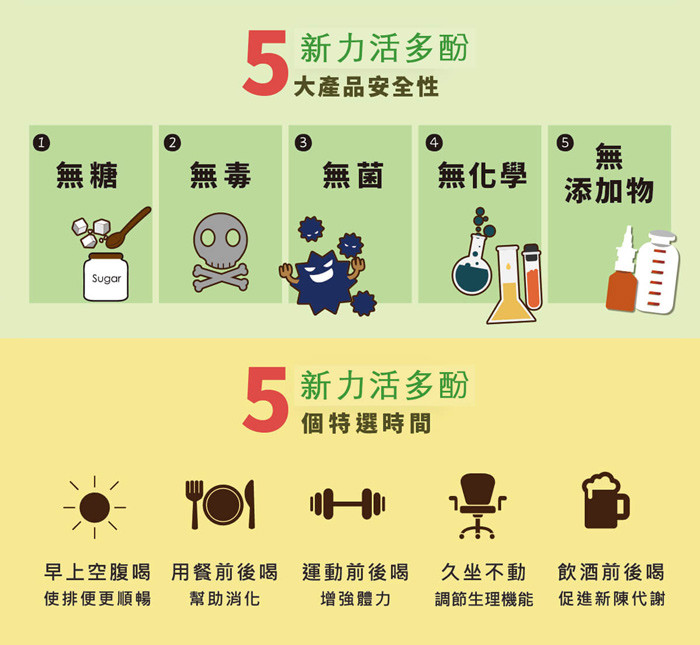 5 新力活多酚
大產品安全性
1
無糖
Sugar
2
無毒
3
無菌
4
無化學
5
無
添加物
5 新力活多酚
個特選時間
早上空腹喝
使排便更順暢
用餐前後喝
幫助消化
運動前後喝
增強體力
久坐不動
調節生理機能
飲酒前後喝
促進新陳代謝